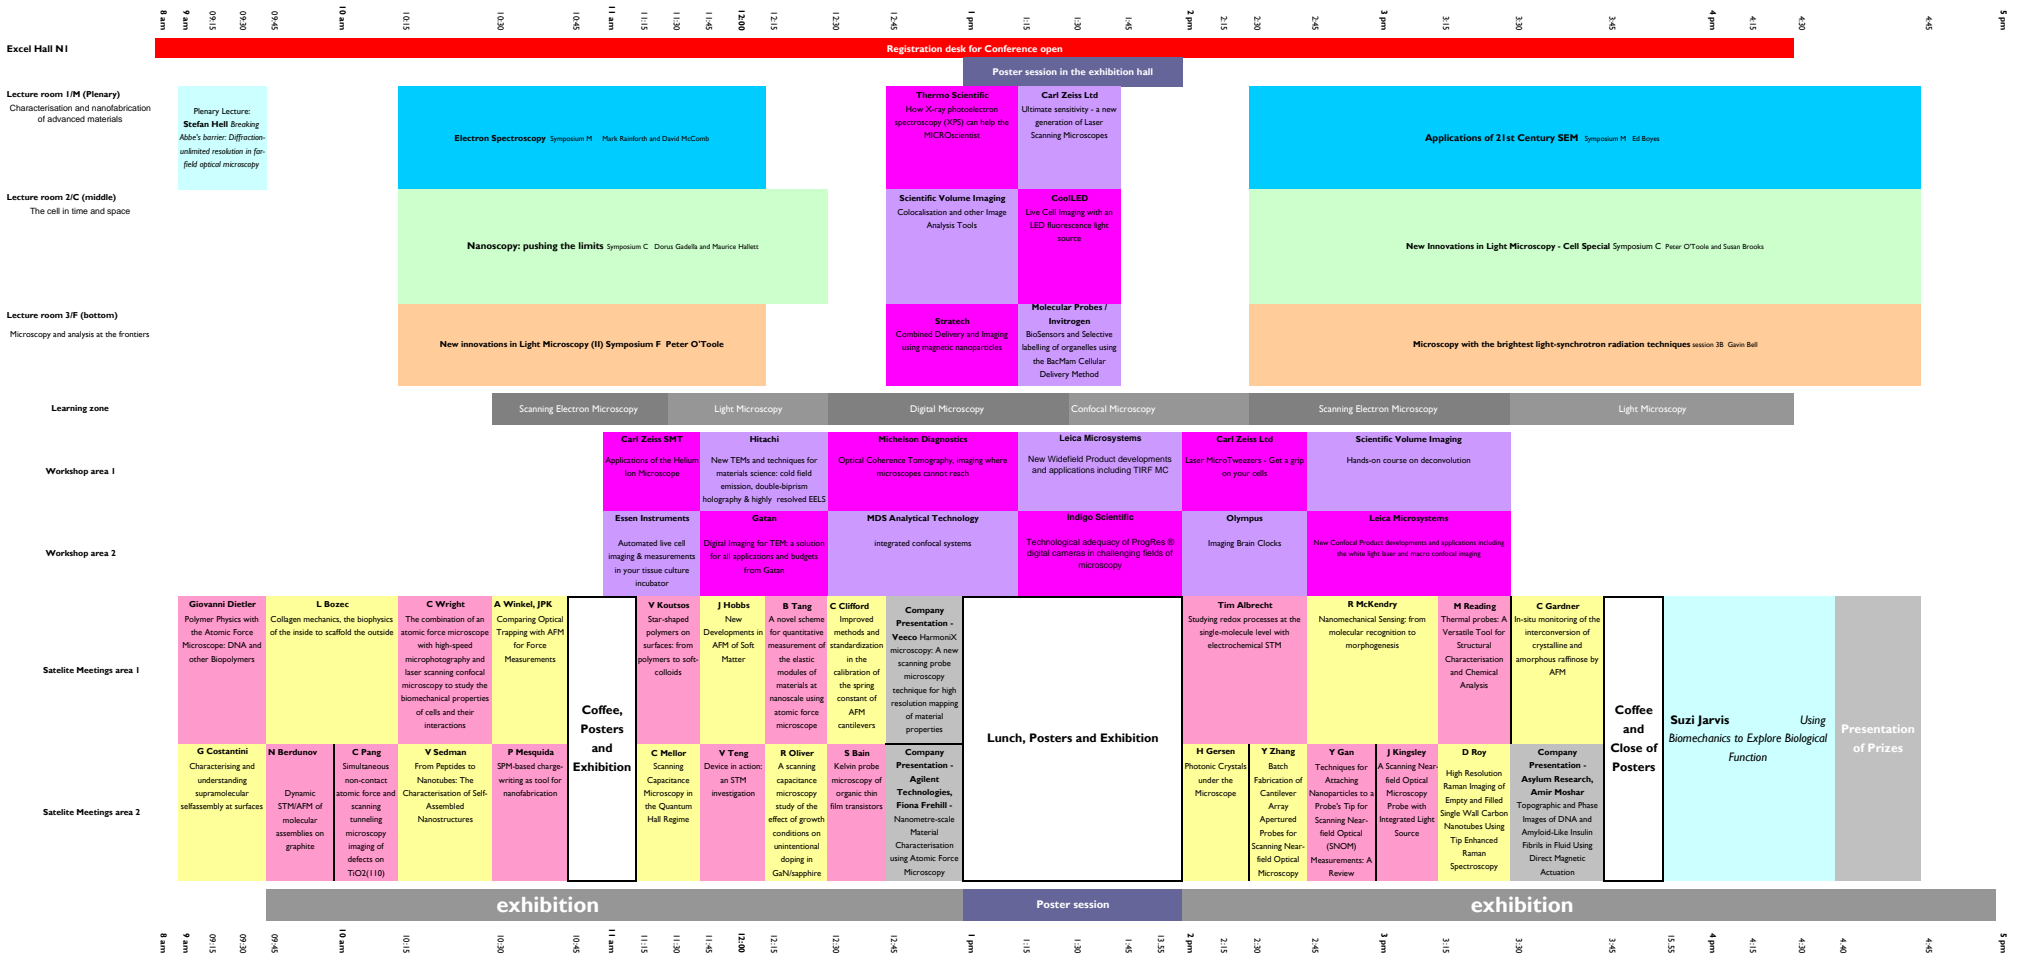 8 am
9 am
09:15
09:30
09:45
10 am
10:15
10:30
10:45
11 am
11:15
11:30
11:45
12:00
12:15
12:30
12:45
1 pm
1:15
1:30
1:45
2 pm
2:15
2:30
2:45
3 pm
3:15
3:30
3:45
4 pm
4:15
4:30
4:45
5 pm
Excel Hall N1
Registration desk for Conference open
Poster session in the exhibition hall
Lecture room 1/M (Plenary)
Characterisation and nanofabrication
of advanced materials
Plenary Lecture:
Stefan Hell Breaking
Abbe's barrier: Diffraction-
unlimited resolution in far-
field optical microscopy
Electron Spectroscopy Symposium M Mark Rainforth and David McComb
Thermo Scientific
How X-ray photoelectron
spectroscopy (XPS) can help the
MICROscientist
Carl Zeiss Ltd
Ultimate sensitivity - a new
generation of Laser
Scanning Microscopes
Applications of 21st Century SEM Symposium M Ed Boyes
Lecture room 2/C (middle)
The cell in time and space
Nanoscopy: pushing the limits Symposium C Dorus Gadella and Maurice Hallett
Scientific Volume Imaging
Colocalisation and other Image
Analysis Tools
CoolLED
Live Cell Imaging with an
LED fluorescence light
source
New Innovations in Light Microscopy - Cell Special Symposium C Peter O'Toole and Susan Brooks
Lecture room 3/F (bottom)
Microscopy and analysis at the frontiers
New innovations in Light Microscopy (II) Symposium F Peter O'Toole
Stratech
Combined Delivery and Imaging
using magnetic nanoparticles
Molecular Probes /
Invitrogen
BioSensors and Selective
labelling of organelles using
the BacMam Cellular
Delivery Method
Microscopy with the brightest light-synchrotron radiation techniques session 3B Gavin Bell
Learning zone
Scanning Electron Microscopy
Light Microscopy
Digital Microscopy
Confocal Microscopy
Scanning Electron Microscopy
Light Microscopy
Workshop area 1
Carl Zeiss SMT
Applications of the Helium
Ion Microscope
Hitachi
New TEMs and techniques for
materials science: cold field
emission, double-biprism
holography & highly resolved EELS
Michelson Diagnostics
Optical Coherence Tomography, imaging where
microscopes cannot reach
Leica Microsystems
New Widefield Product developments
and applications including TIRF MC
Carl Zeiss Ltd
Laser MicroTweezers - Get a grip
on your cells
Scientific Volume Imaging
Hands-on course on deconvolution
Workshop area 2
Essen Instruments
Automated live cell
imaging & measurements
in your tissue culture
incubator
Gatan
Digital Imaging for TEM: a solution
for all applications and budgets
from Gatan
MDS Analytical Technology
integrated confocal systems
Indigo Scientific
Technological adequacy of ProgRes ®
digital cameras in challenging fields of
microscopy
Olympus
Imaging Brain Clocks
Leica Microsystems
New Confocal Product developments and applications including
the white light laser and macro confocal imaging
Satelite Meetings area 1
Giovanni Dietler
Polymer Physics with
the Atomic Force
Microscope: DNA and
other Biopolymers
L Bozec
Collagen mechanics, the biophysics
of the inside to scaffold the outside
C Wright
The combination of an
atomic force microscope
with high-speed
microphotography and
laser scanning confocal
microscopy to study the
biomechanical properties
of cells and their
interactions
A Winkel, JPK
Comparing Optical
Trapping with AFM
for Force
Measurements
Coffee,
Posters
and
Exhibition
V Koutsos
Star-shaped
polymers on
surfaces: from
polymers to soft-
colloids
J Hobbs
New
Developments in
AFM of Soft
Matter
B Tang
A novel scheme
for quantitative
measurement of
the elastic
modules of
materials at
nanoscale using
atomic force
microscope
C Clifford
Improved
methods and
standardization
in the
calibration of
the spring
constant of
AFM
cantilevers
Company
Presentation -
Veeco HarmoniX
microscopy: A new
scanning probe
microscopy
technique for high
resolution mapping
of material
properties
Lunch, Posters and Exhibition
Tim Albrecht
Studying redox processes at the
single-molecule level with
electrochemical STM
R McKendry
Nanomechanical Sensing: from
molecular recognition to
morphogenesis
M Reading
Thermal probes: A
Versatile Tool for
Structural
Characterisation
and Chemical
Analysis
C Gardner
In-situ monitoring of the
interconversion of
crystalline and
amorphous raffinose by
AFM
Coffee
and
Close of
Posters
Suzi Jarvis Using
Biomechanics to Explore Biological
Function
Presentation
of Prizes
Satelite Meetings area 2
G Costantini
Characterising and
understanding
supramolecular
selfassembly at surfaces
N Berdunov
Dynamic
STM/AFM of
molecular
assemblies on
graphite
C Pang
Simultaneous
non-contact
atomic force and
scanning
tunneling
microscopy
imaging of
defects on
TiO2(110)
V Sedman
From Peptides to
Nanotubes: The
Characterisation of Self-
Assembled
Nanostructures
P Mesquida
SPM-based charge-
writing as tool for
nanofabrication
C Mellor
Scanning
Capacitance
Microscopy in
the Quantum
Hall Regime
V Teng
Device in action:
an STM
investigation
R Oliver
A scanning
capacitance
microscopy
study of the
effect of growth
conditions on
unintentional
doping in
GaN/sapphire
S Bain
Kelvin probe
microscopy of
organic thin
film transistors
Company
Presentation -
Agilent
Technologies,
Fiona Frehill -
Nanometre-scale
Material
Characterisation
using Atomic Force
Microscopy
H Gersen
Photonic Crystals
under the
Microscope
Y Zhang
Batch
Fabrication of
Cantilever
Array
Apertured
Probes for
Scanning Near-
field Optical
Microscopy
Y Gan
Techniques for
Attaching
Nanoparticles to a
Probe's Tip for
Scanning Near-
field Optical
(SNOM)
Measurements: A
Review
J Kingsley
A Scanning Near-
field Optical
Microscopy
Probe with
Integrated Light
Source
D Roy
High Resolution
Raman Imaging of
Empty and Filled
Single Wall Carbon
Nanotubes Using
Tip Enhanced
Raman
Spectroscopy
Company
Presentation -
Asylum Research,
Amir Moshar
Topographic and Phase
Images of DNA and
Amyloid-Like Insulin
Fibrils in Fluid Using
Direct Magnetic
Actuation
exhibition
Poster session
exhibition
8 am
9 am
09:15
09:30
09:45
10 am
10:15
10:30
10:45
11 am
11:15
11:30
11:45
12:00
12:15
12:30
12:45
1 pm
1:15
1:30
1:45
13.55
2 pm
2:15
2:30
2:45
3 pm
3:15
3:30
3:45
15.55
4 pm
4:15
4:30
4.40
4:45
5 pm